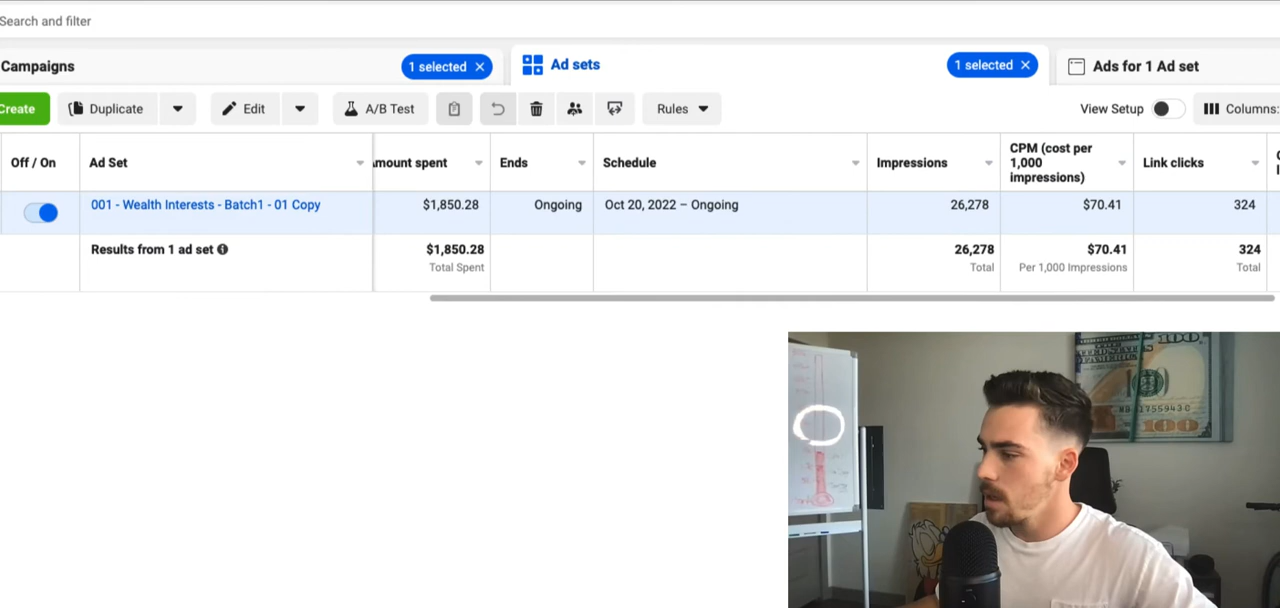 Search and filter
Campaigns
1 selected ×
Ad sets
1 selected ×
Ads for 1 Ad set
Create
Duplicate
Edit
A/B Test
Rules
View Setup
Columns:
Off / On
Ad Set
mount spent
Ends
Schedule
Impressions
CPM (cost per
1,000
impressions)
Link clicks
001 - Wealth Interests - Batch1 - 01 Copy
$1,850.28
Ongoing
Oct 20, 2022 – Ongoing
26,278
$70.41
324
Results from 1 ad set
$1,850.28
Total Spent
26,278
Total
$70.41
Per 1,000 Impressions
324
Total
100
100